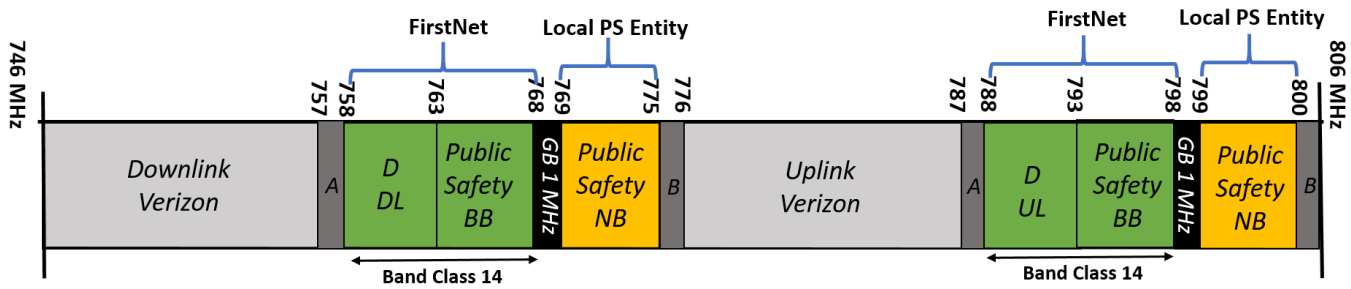 FirstNet
Local PS Entity
FirstNet
Local PS Entity
746 MHz
757
758
763
768
769
775
776
787
788
793
798
799
800
806 MHz
Downlink
Verizon
A
D
DL
Public
Safety
BB
GB 1 MHz
Public
Safety
NB
B
Uplink
Verizon
A
D
UL
Public
Safety
BB
GB 1 MHz
Public
Safety
NB
B
Band Class 14
Band Class 14